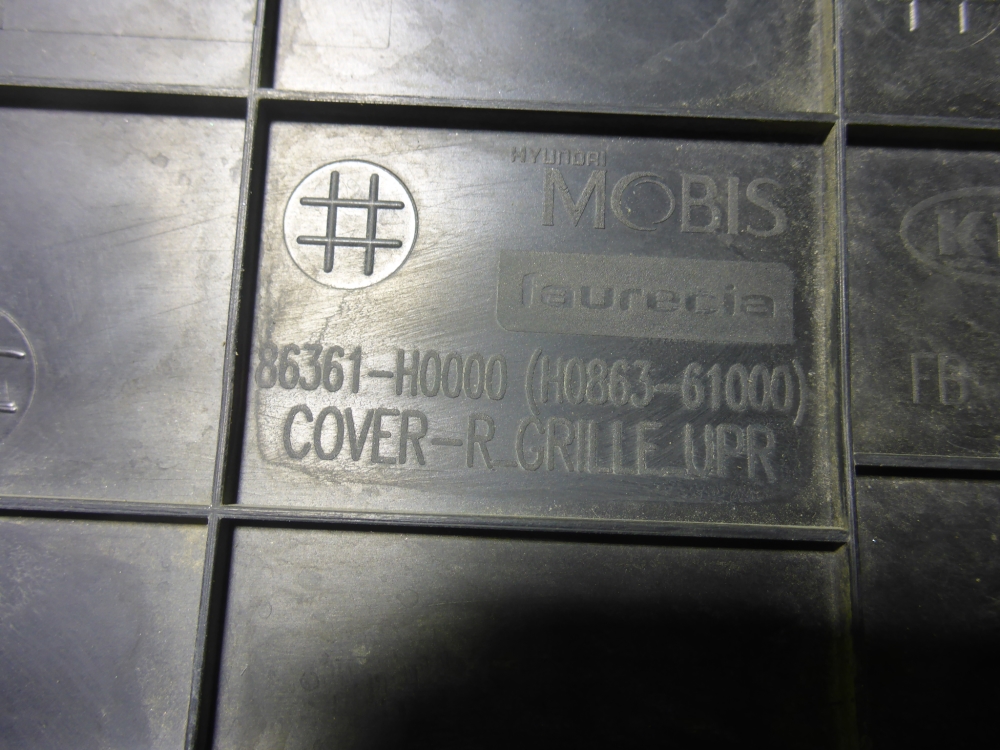 HYUNDAI
MOBIS
faurecia
86361-H0000 (H0863-61000)
COVER-R GRILLE UPR
FB